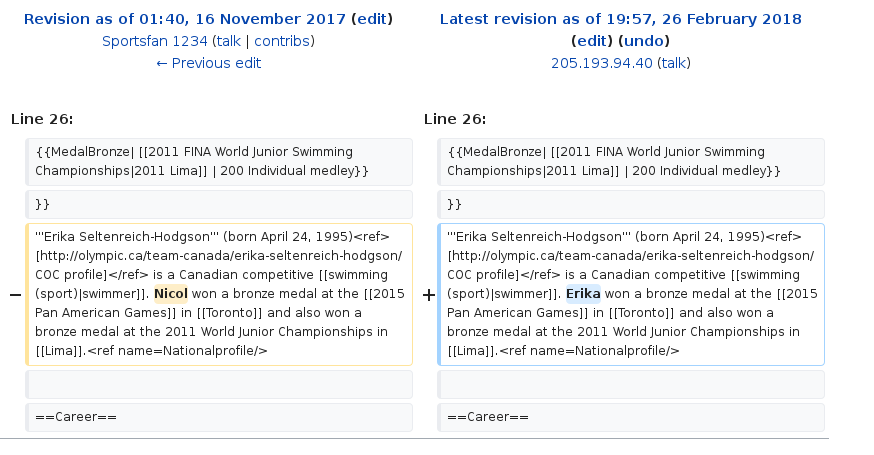 Revision as of 01:40, 16 November 2017 (edit)
Sportsfan 1234 (talk | contribs)
← Previous edit
Latest revision as of 19:57, 26 February 2018
(edit) (undo)
205.193.94.40 (talk)
Line 26:
{{MedalBronze| [[2011 FINA World Junior Swimming
Championships|2011 Lima]] | 200 Individual medley}}
}}
− '''Erika Seltenreich-Hodgson''' (born April 24, 1995)<ref>
[http://olympic.ca/team-canada/erika-seltenreich-hodgson/
COC profile]</ref> is a Canadian competitive [[swimming
(sport)|swimmer]]. Nicol won a bronze medal at the [[2015
Pan American Games]] in [[Toronto]] and also won a
bronze medal at the 2011 World Junior Championships in
[[Lima]].<ref name=Nationalprofile/>
==Career==
Line 26:
{{MedalBronze| [[2011 FINA World Junior Swimming
Championships|2011 Lima]] | 200 Individual medley}}
}}
+ '''Erika Seltenreich-Hodgson''' (born April 24, 1995)<ref>
[http://olympic.ca/team-canada/erika-seltenreich-hodgson/
COC profile]</ref> is a Canadian competitive [[swimming
(sport)|swimmer]]. Erika won a bronze medal at the [[2015
Pan American Games]] in [[Toronto]] and also won a
bronze medal at the 2011 World Junior Championships in
[[Lima]].<ref name=Nationalprofile/>
==Career==